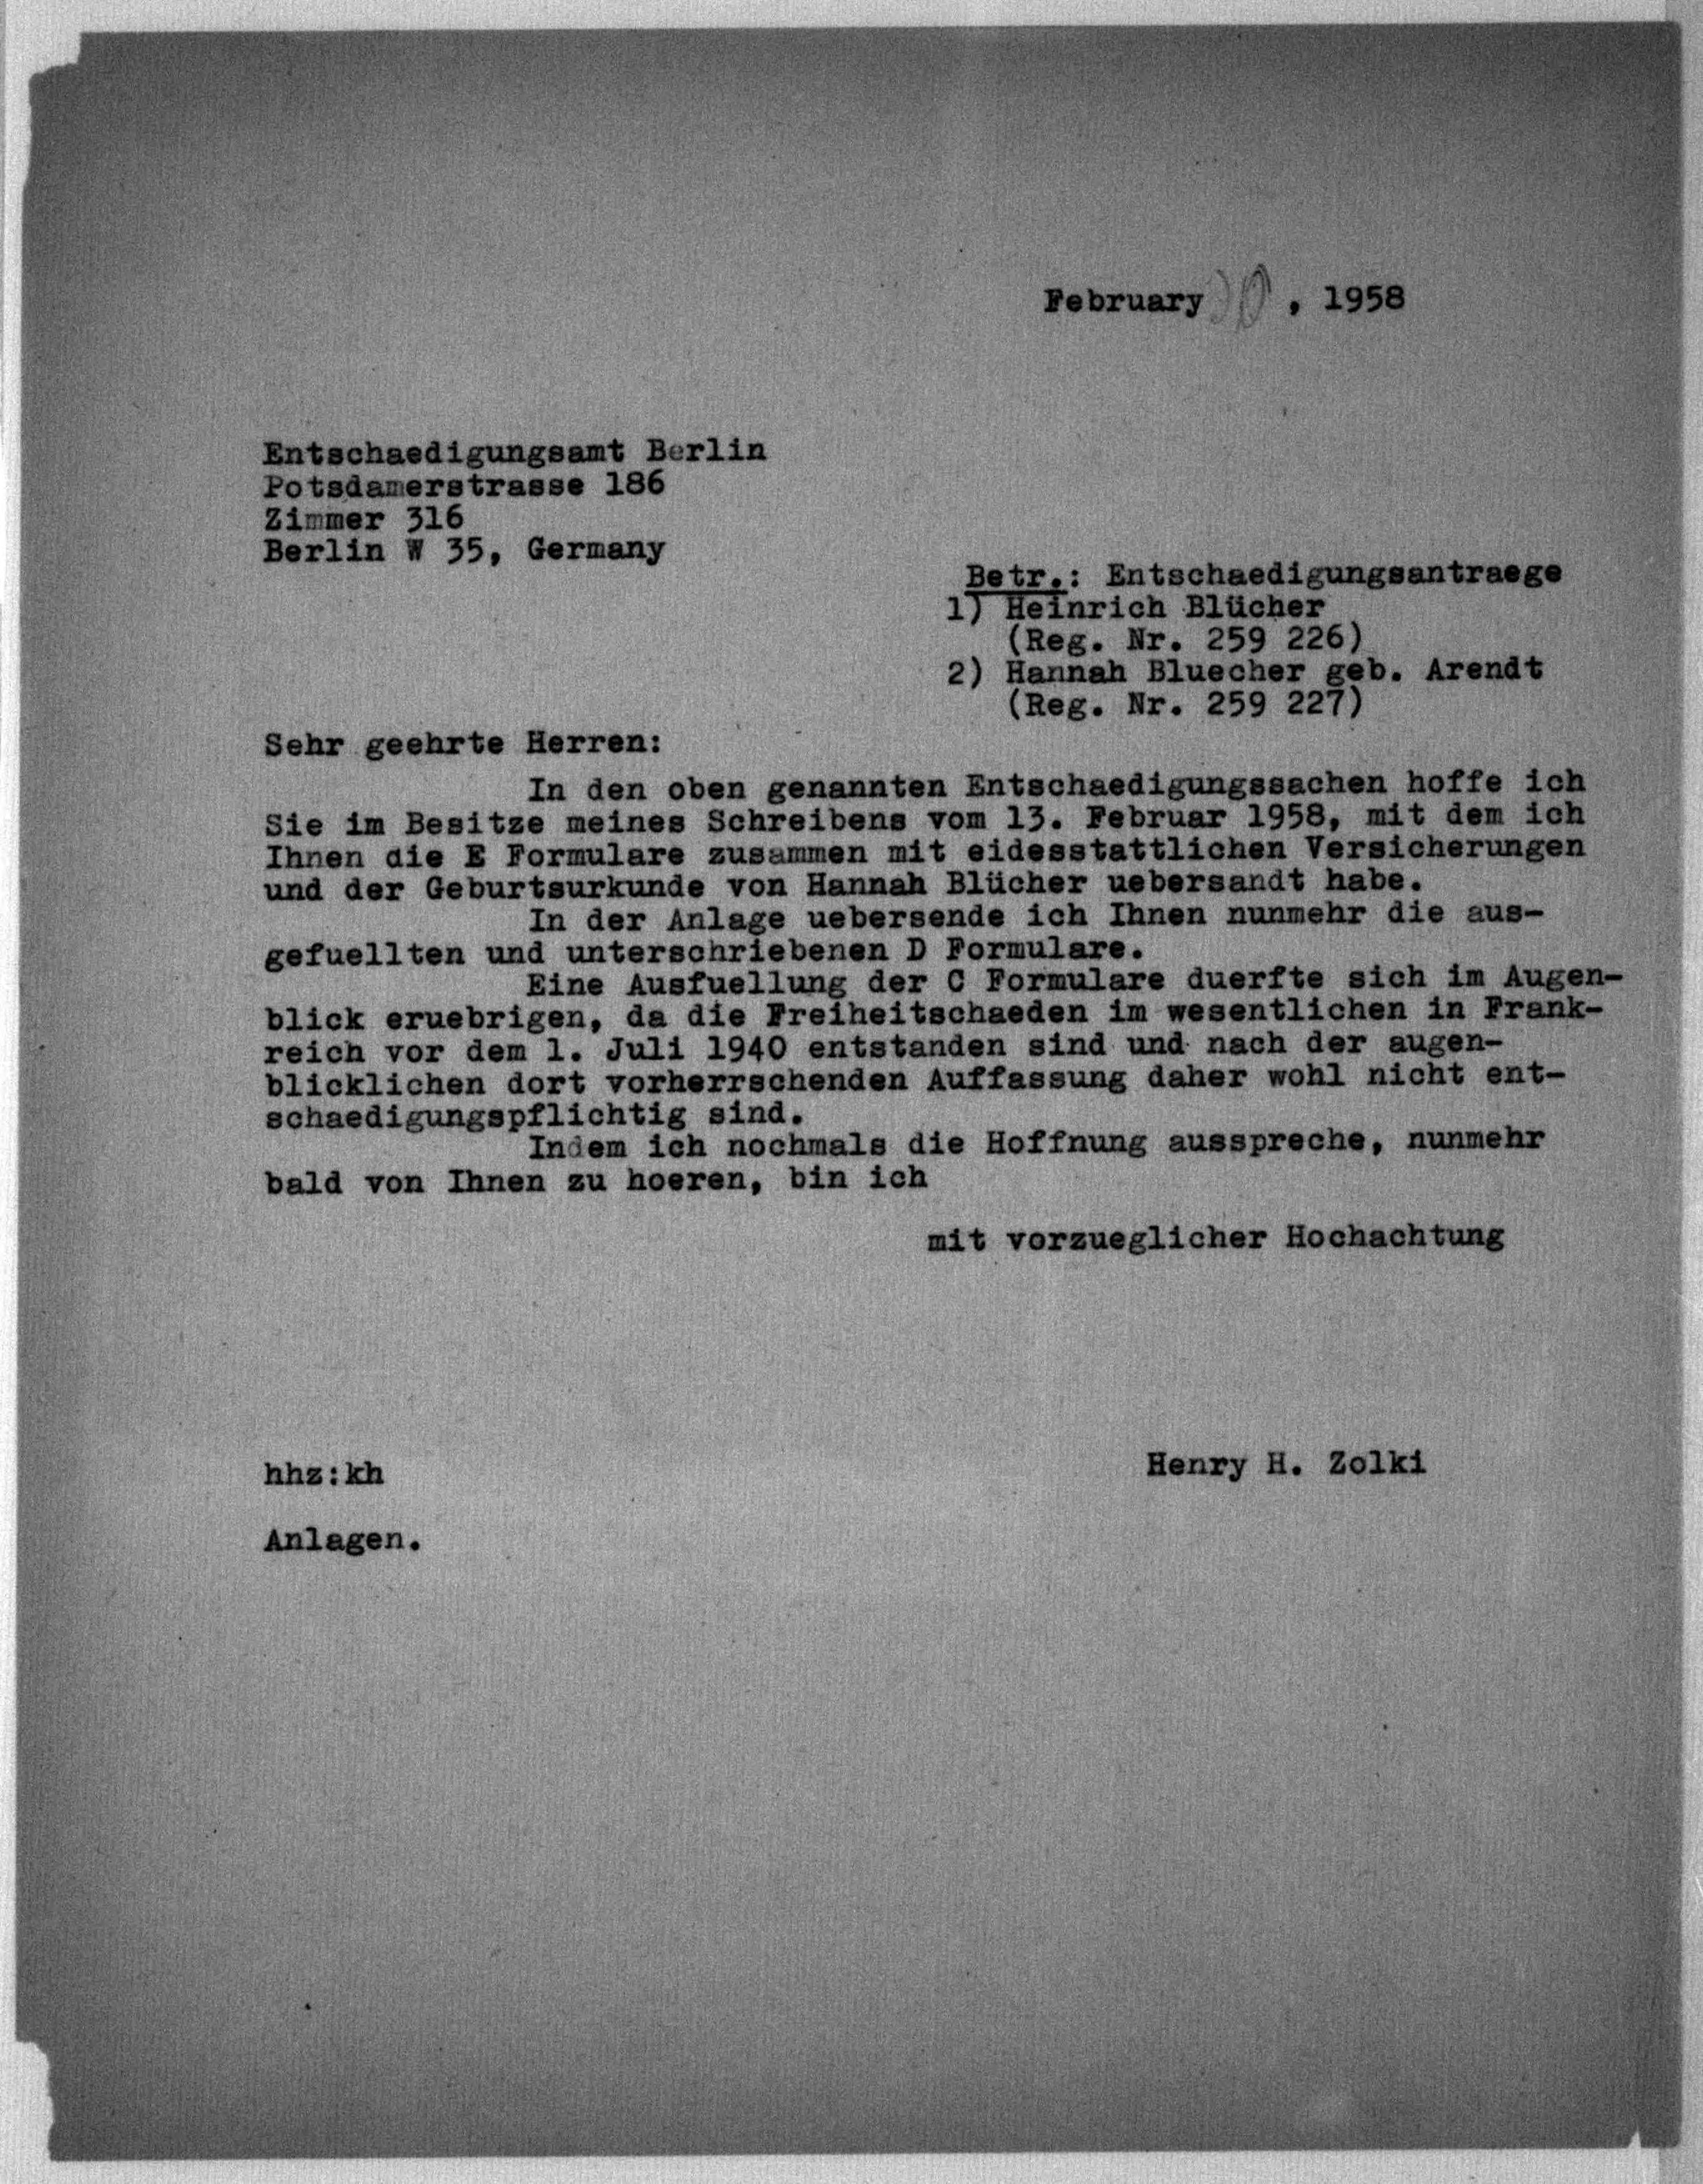 February , 1958
Entschaedigungsamt Berlin
Potsdamerstrasse 186
Zimmer 316
Berlin W 35, Germany
Betr.: Entschaedigungsantraege
1) Heinrich Blücher
(Reg. Nr. 259 226)
2) Hannah Bluecher geb. Arendt
(Reg. Nr. 259 227)
Sehr geehrte Herren:
In den oben genannten Entschaedigungssachen hoffe ich
Sie im Besitze meines Schreibens vom 13. Februar 1958, mit dem ich
Ihnen die E Formulare zusammen mit eidesstattlichen Versicherungen
und der Geburtsurkunde von Hannah Blücher uebersandt habe.
In der Anlage uebersende ich Ihnen nunmehr die aus-
gefuellten und unterschriebenen D Formulare.
Eine Ausfuellung der C Formulare duerfte sich im Augen-
blick eruebrigen, da die Freiheitschaeden im wesentlichen in Frank-
reich vor dem 1. Juli 1940 entstanden sind und nach der augen-
blicklichen dort vorherrschenden Auffassung daher wohl nicht ent-
schaedigungspflichtig sind.
Indem ich nochmals die Hoffnung ausspreche, nunmehr
bald von Ihnen zu hoeren, bin ich
mit vorzueglicher Hochachtung
Henry H. Zolki
hhz:kh
Anlagen.